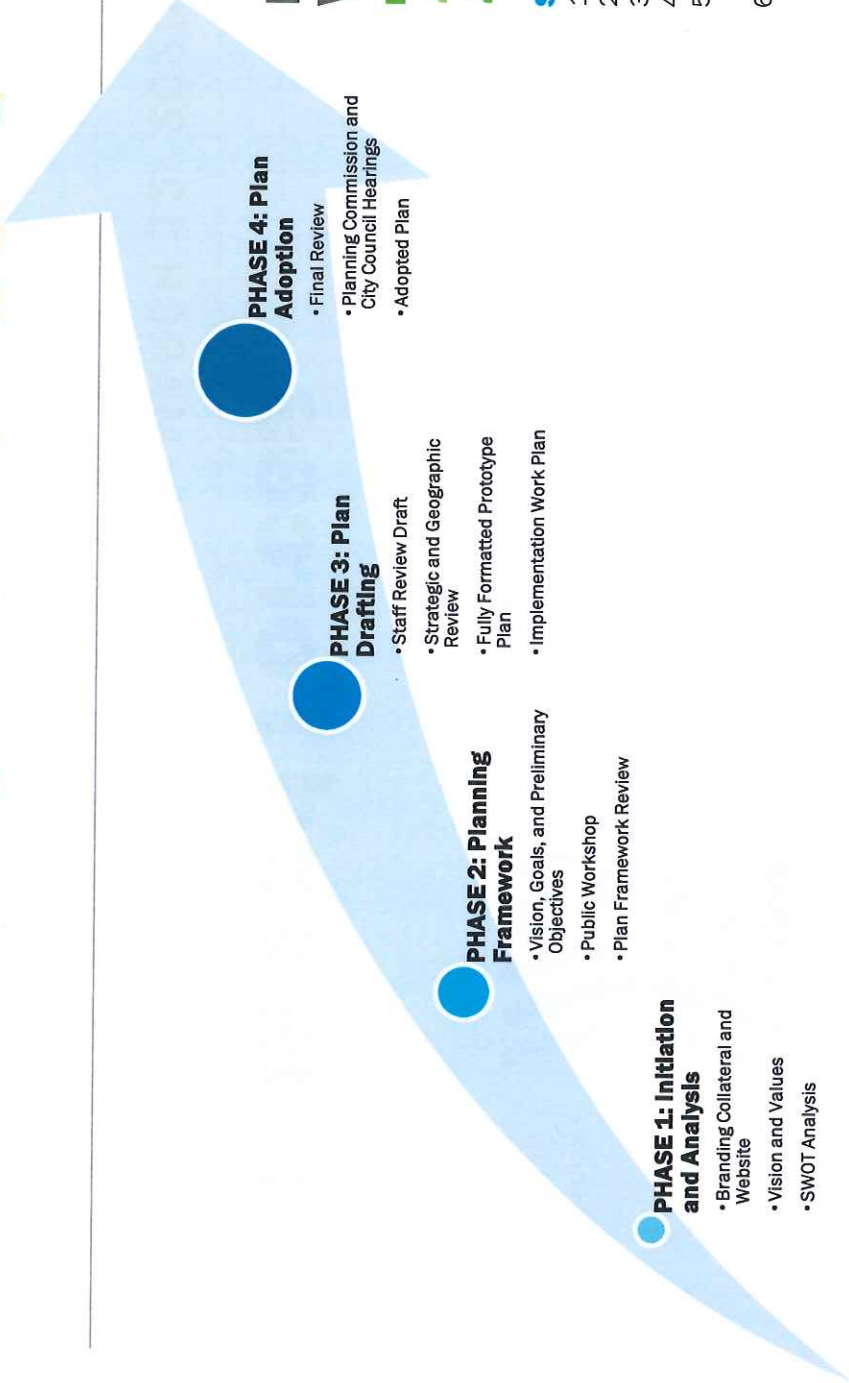 PHASE 1: Initiation
and Analysis
• Branding Collateral and
Website
• Vision and Values
• SWOT Analysis
PHASE 2: Planning
Framework
• Vision, Goals, and Preliminary
Objectives
• Public Workshop
• Plan Framework Review
PHASE 3: Plan
Drafting
• Staff Review Draft
• Strategic and Geographic
Review
• Fully Formatted Prototype
Plan
• Implementation Work Plan
PHASE 4: Plan
Adoption
• Final Review
• Planning Commission and
City Council Hearings
• Adopted Plan